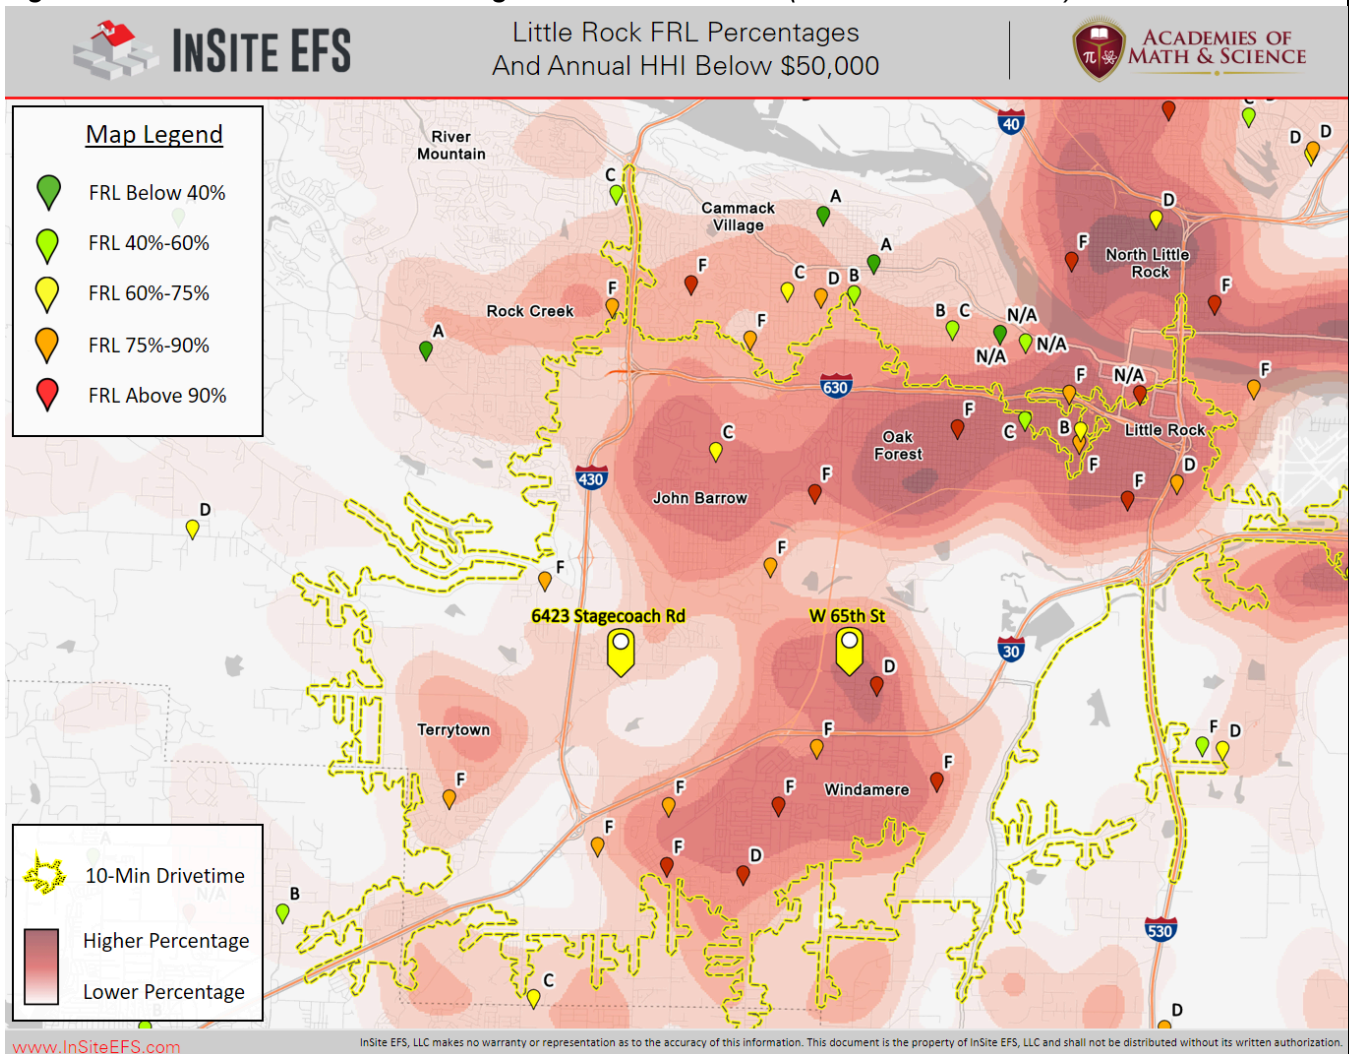 INSITE EFS
Little Rock FRL Percentages
And Annual HHI Below $50,000
ACADEMIES OF
MATH & SCIENCE
Map Legend
FRL Below 40%
FRL 40%-60%
FRL 60%-75%
FRL 75%-90%
FRL Above 90%
A
River
Mountain
40
C
D
D
C
A
D
Cammack
Village
A
F
North Little
Rock
F
C
D
B
F
F
Rock Creek
A
B
C
N/A
N/A
N/A
F
630
F
N/A
F
F
C
B
Little Rock
C
Oak
Forest
F
D
430
John Barrow
F
F
D
F
F
6423 Stagecoach Rd
W 65th St
30
D
Terrytown
F
F
D
F
F
Windamere
F
F
F
F
D
A
10-Min Drivetime
N/A
B
530
Higher Percentage
Lower Percentage
C
D
www.InSiteEFS.com
InSite EFS, LLC makes no warranty or representation as to the accuracy of this information. This document is the property of InSite EFS, LLC and shall not be distributed without its written authorization.